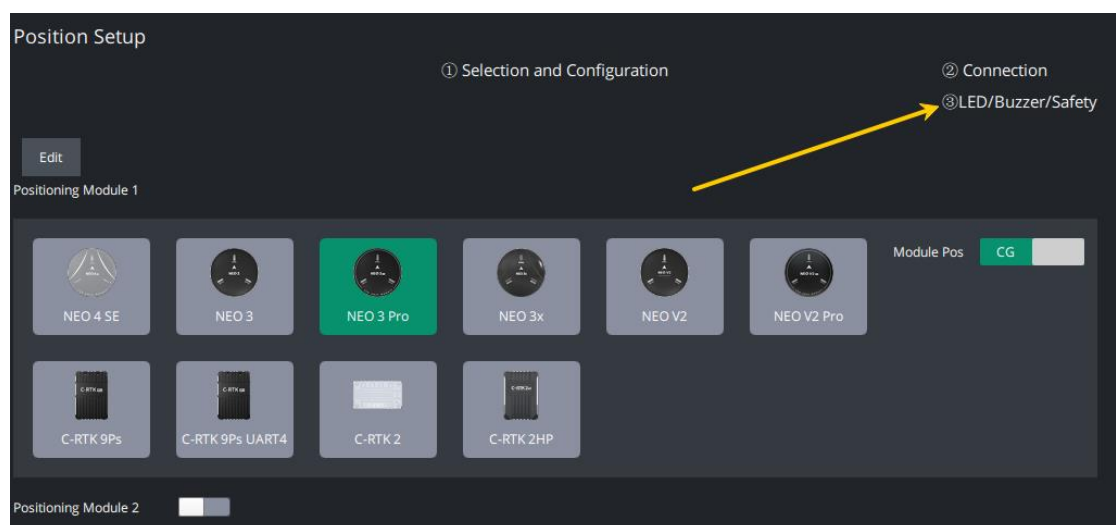 Position Setup
① Selection and Configuration
② Connection
③LED/Buzzer/Safety
Edit
Positioning Module 1
Module Pos
CG
NEO 4 SE
NEO 3
NEO 3 Pro
NEO 3x
NEO V2
NEO V2 Pro
C-RTK 9Ps
C-RTK 9Ps UART4
C-RTK 2
C-RTK 2HP
Positioning Module 2